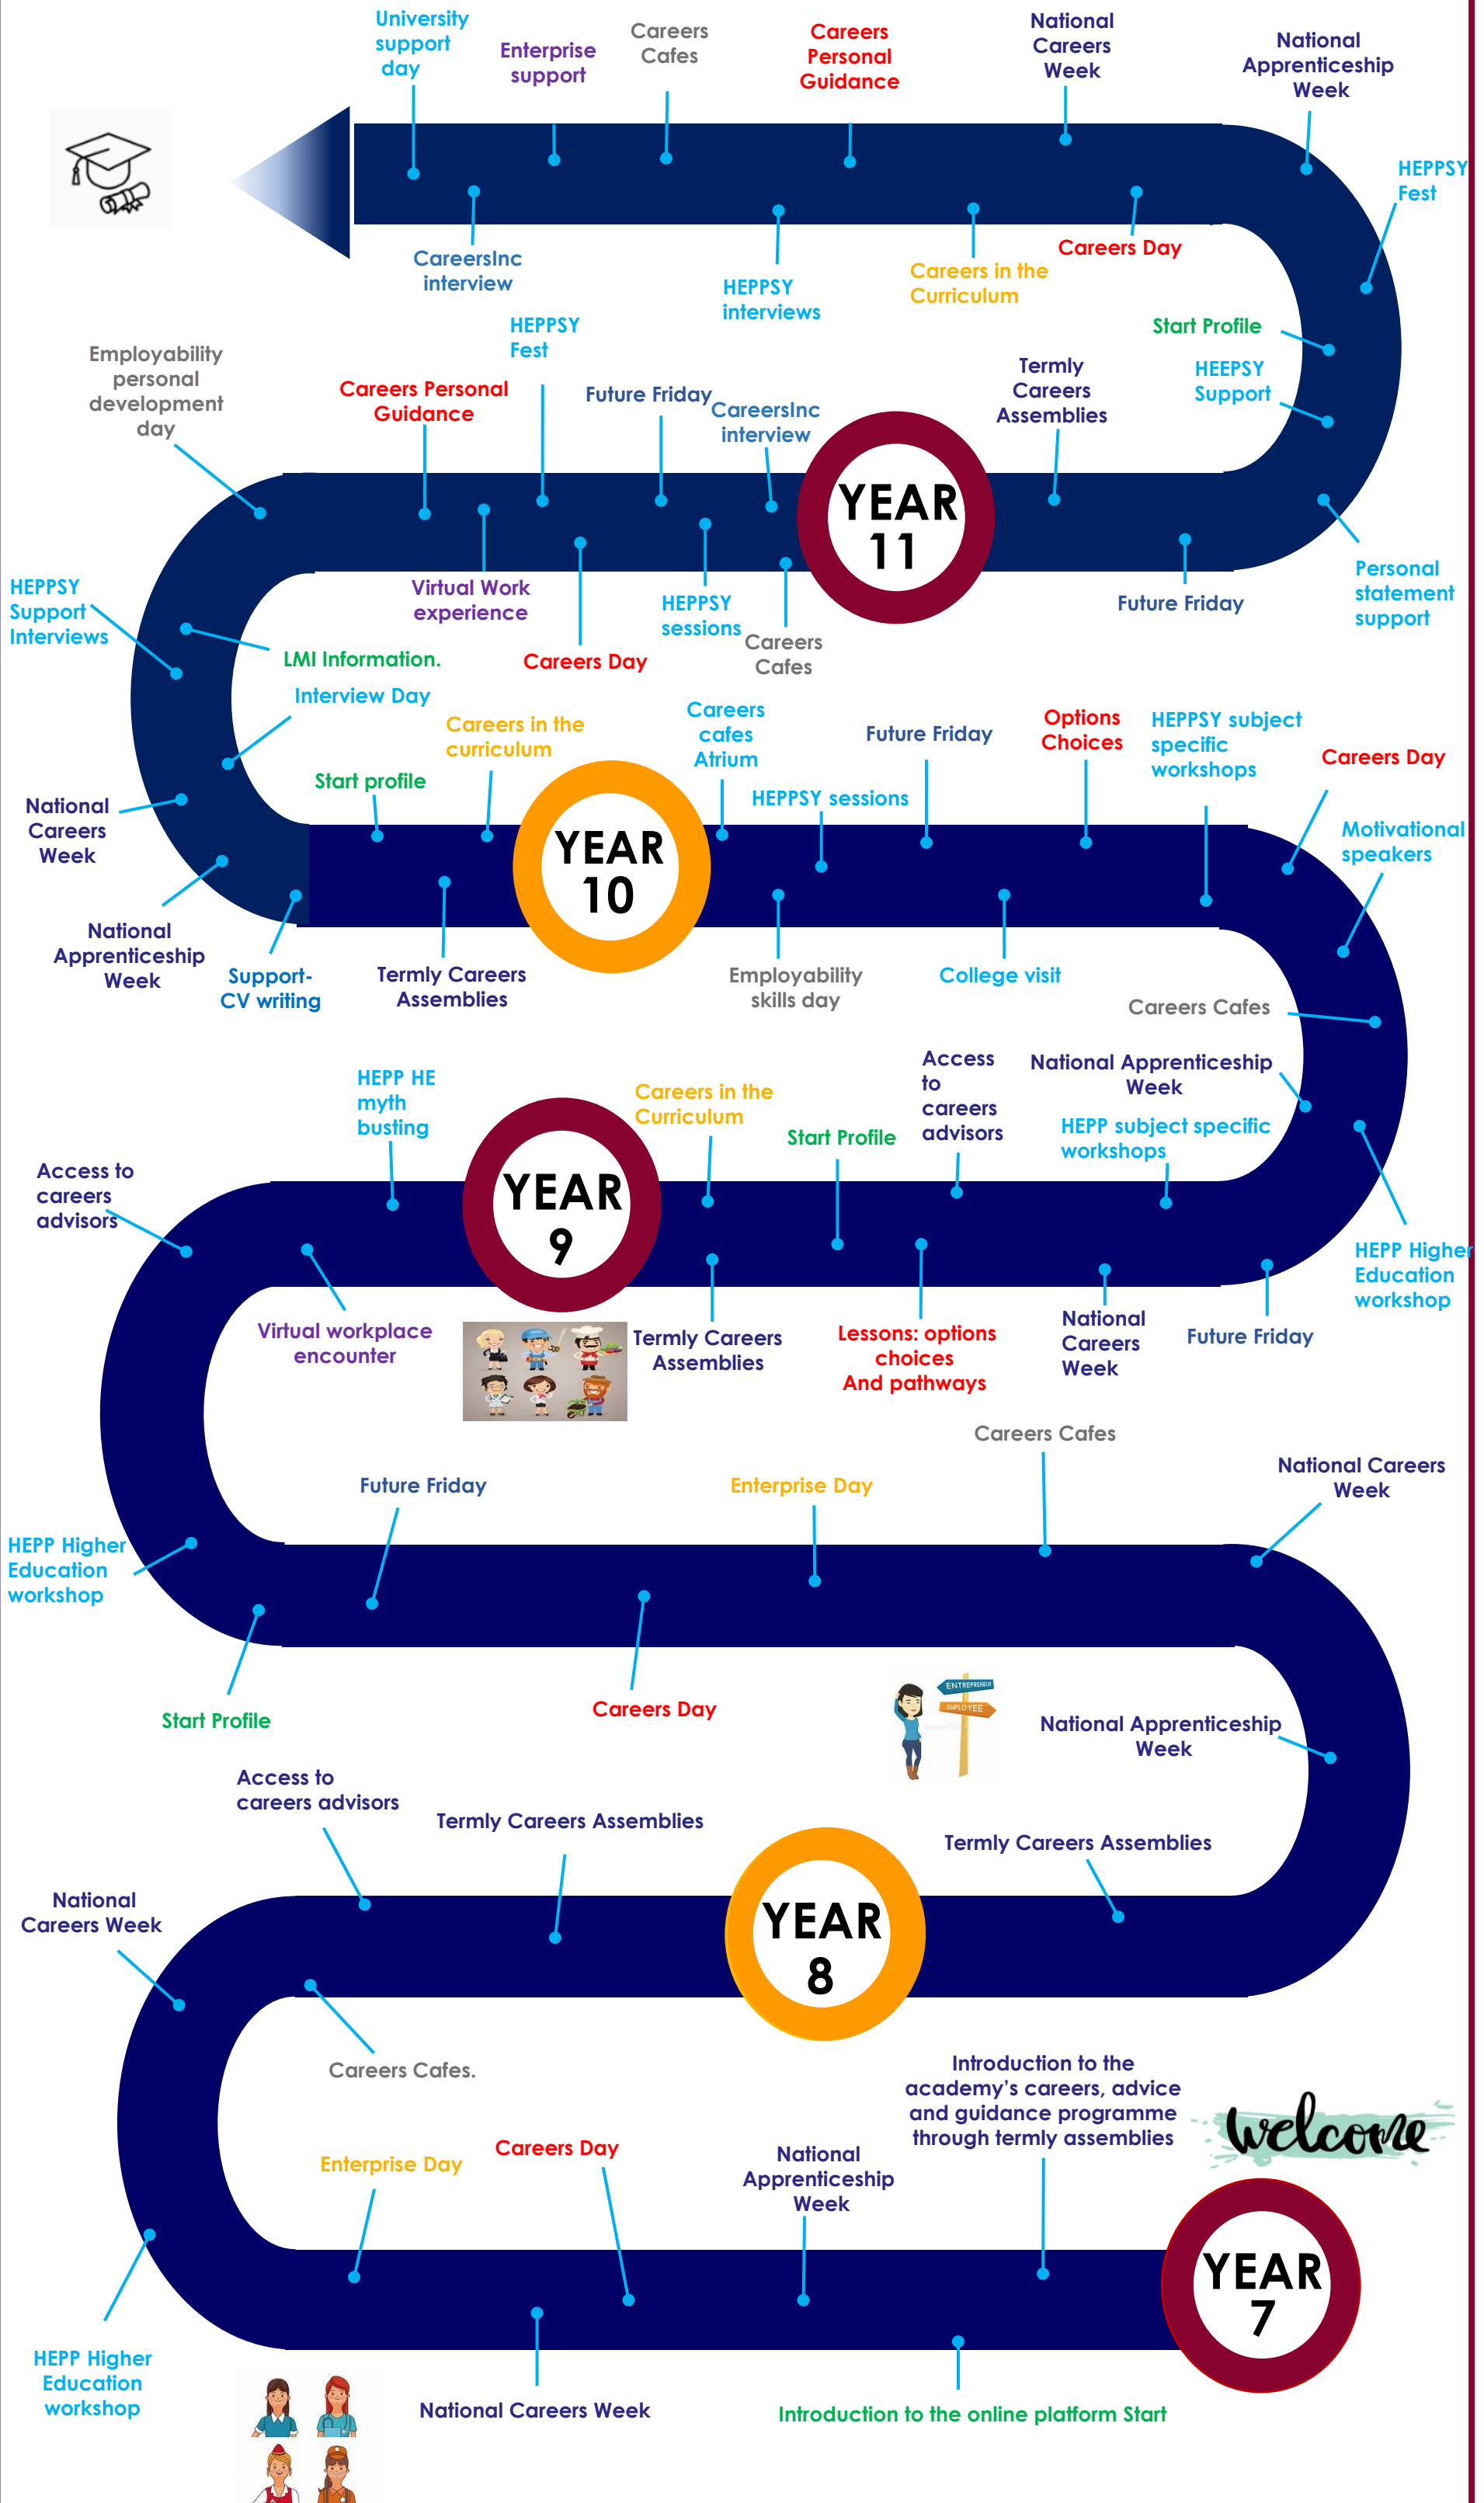 University
support
day
Enterprise
support
Careers
Cafes
Careers
Personal
Guidance
National
Careers
Week
National
Apprenticeship
Week
HEPPSY
Fest
CareersInc
interview
HEPPSY
interviews
Careers in the
Curriculum
Careers Day
Start Profile
HEEPSY
Support
Personal
statement
support
Employability
personal
development
day
Careers Personal
Guidance
HEPPSY
Fest
Future Friday
CareersInc
interview
YEAR
11
Termly
Careers
Assemblies
Future Friday
HEPPSY
Support
Interviews
Virtual Work
experience
Careers Day
HEPPSY
sessions
Careers
Cafes
LMI Information.
Interview Day
National
Careers
Week
National
Apprenticeship
Week
Support-
CV writing
Start profile
Careers in the
curriculum
Termly Careers
Assemblies
YEAR
10
Careers
cafes
Atrium
HEPPSY sessions
Future Friday
Options
Choices
HEPPSY subject
specific
workshops
Careers Day
Motivational
speakers
Employability
skills day
College visit
Careers Cafes
National Apprenticeship
Week
HEPP subject specific
workshops
HEPP Higher
Education
workshop
Access to
careers
advisors
HEPP HE
myth
busting
YEAR
9
Careers in the
Curriculum
Start Profile
Access
to
careers
advisors
Virtual workplace
encounter
Termly Careers
Assemblies
Lessons: options
choices
And pathways
National
Careers
Week
Future Friday
HEPP Higher
Education
workshop
Start Profile
Future Friday
Careers Day
Enterprise Day
Careers Cafes
National Careers
Week
ENTREPRENEUR
EMPLOYEE
National Apprenticeship
Week
Access to
careers advisors
Termly Careers Assemblies
YEAR
8
Termly Careers Assemblies
National
Careers Week
Careers Cafes.
HEPP Higher
Education
workshop
Enterprise Day
Careers Day
National
Apprenticeship
Week
Introduction to the
academy's careers, advice
and guidance programme
through termly assemblies
welcome
YEAR
7
National Careers Week
Introduction to the online platform Start